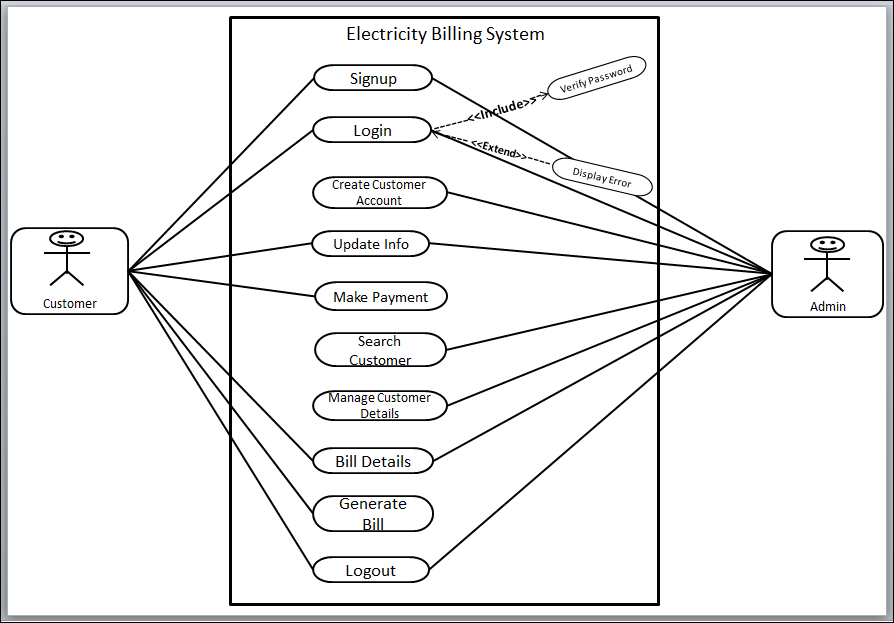 Electricity Billing System
Signup
Verify Password
<<Include>>
Login
<<Extend>>
Display Error
Create Customer
Account
Update Info
Customer
Admin
Make Payment
Search
Customer
Manage Customer
Details
Bill Details
Generate
Bill
Logout